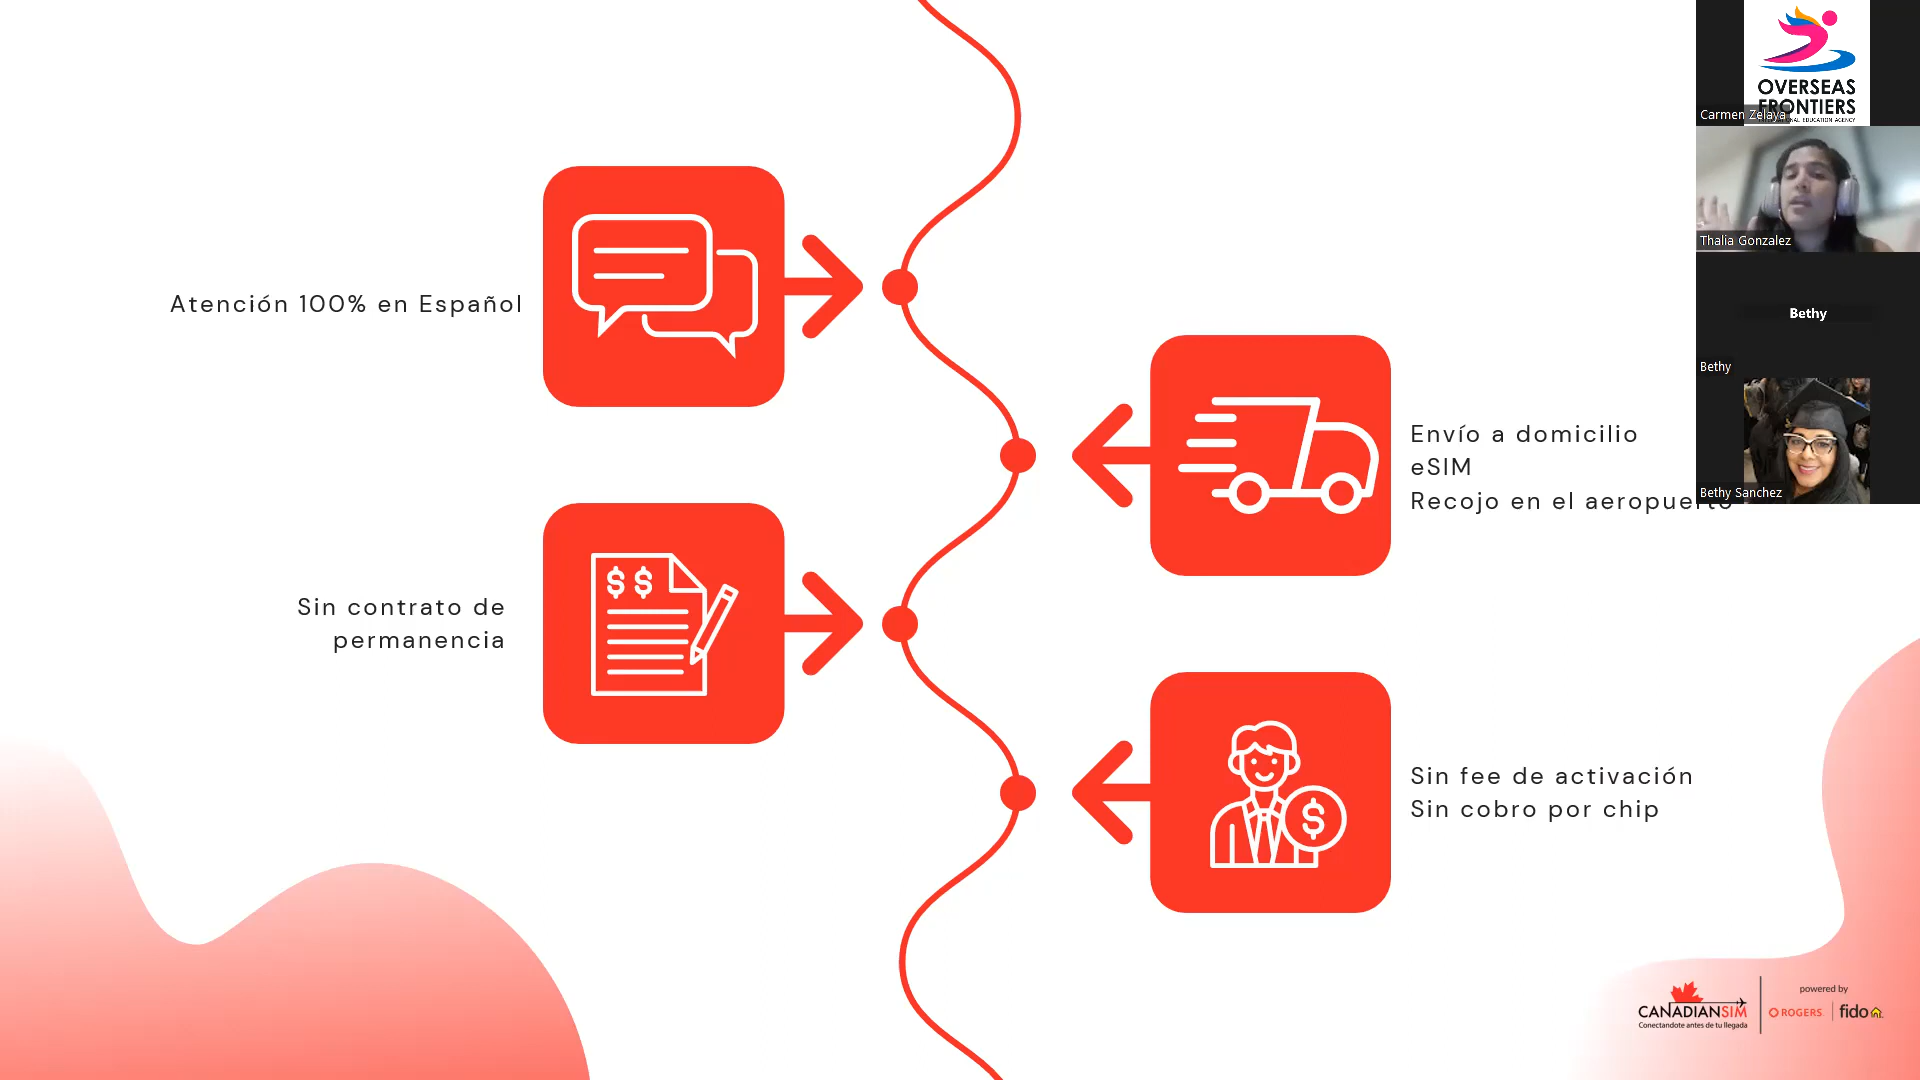 Atención 100% en Español
Envío a domicilio
eSIM
Recojo en el aeropuerto
Sin contrato de
permanencia
$ $
Sin fee de activación
Sin cobro por chip
$
CANADIANSIM
Conectandote antes de tu llegada
powered by
ROGERS
fido
OVERSEAS
FRONTIERS
EDUCATION AGENCY
Carmen Zelaya
Thalia Gonzalez
Bethy
Bethy
Bethy Sanchez